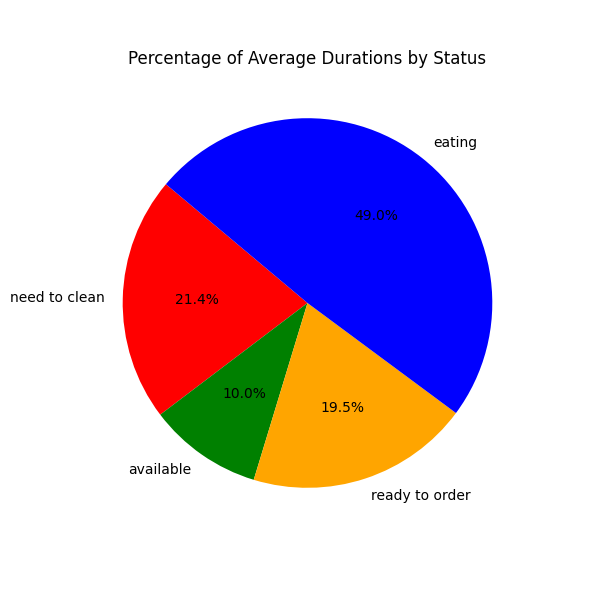 Percentage of Average Durations by Status
eating
49.0%
need to clean
21.4%
10.0%
19.5%
available
ready to order